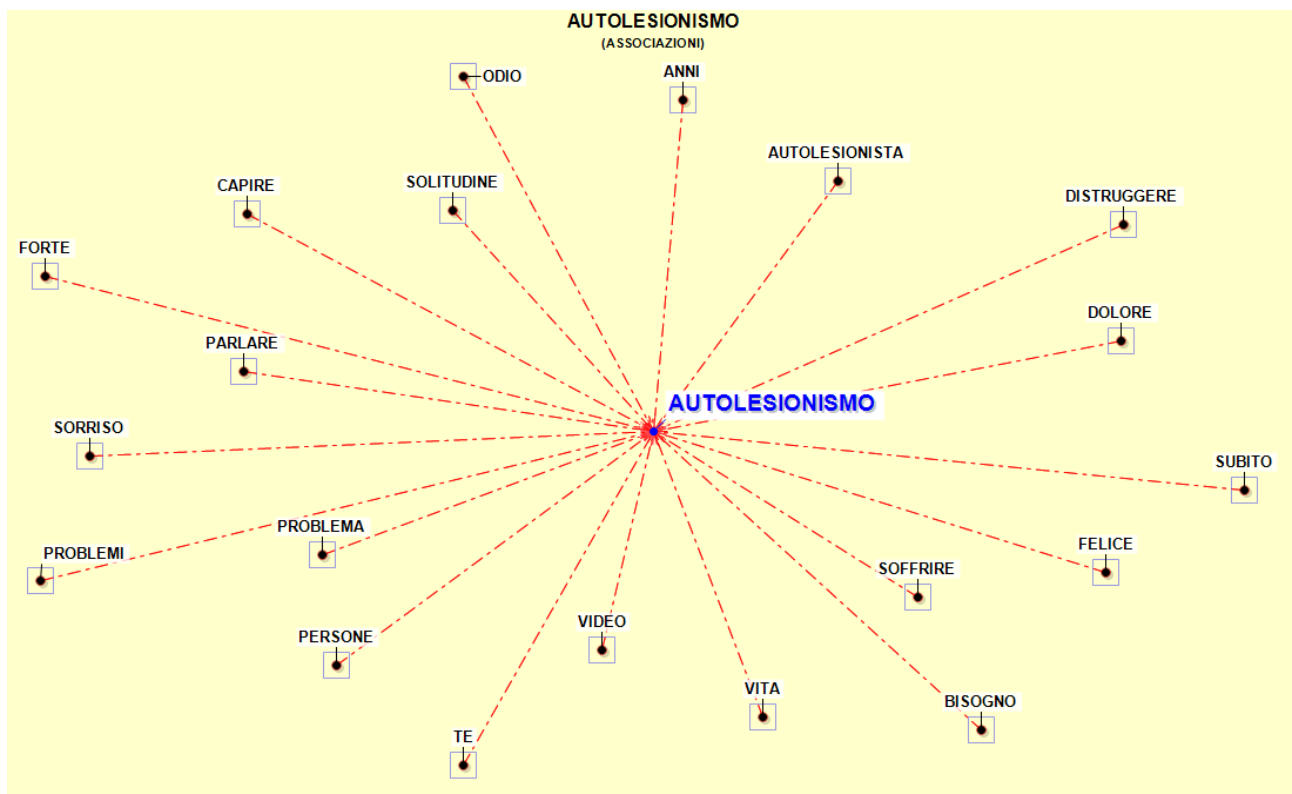 AUTOLESIONISMO
(ASSOCIAZIONI)
ODIO
ANNI
AUTOLESIONISTA
CAPIRE
SOLITUDINE
DISTRUGGERE
FORTE
DOLORE
PARLARE
AUTOLESIONISMO
SORRISO
SUBITO
PROBLEMA
PROBLEMI
FELICE
SOFFRIRE
VIDEO
PERSONE
VITA
BISOGNO
TE